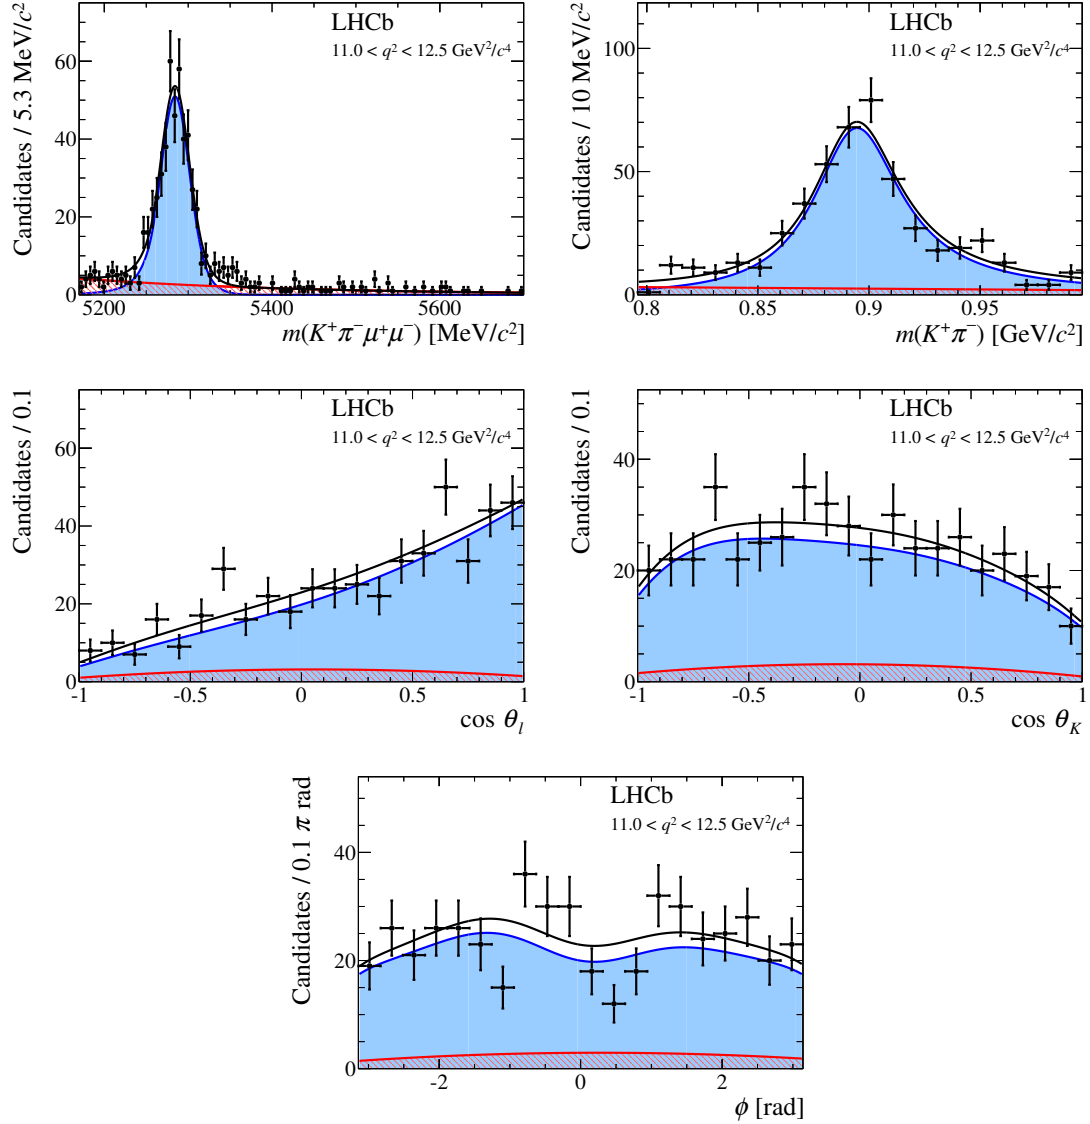 LHCb
11.0 < q² < 12.5 GeV²/c⁴
Candidates / 5.3 MeV/c²
60
40
20
0
5200 5400 5600
m(K⁺π⁻μ⁺μ⁻) [MeV/c²]
LHCb
11.0 < q² < 12.5 GeV²/c⁴
Candidates / 10 MeV/c²
100
50
0
0.8 0.85 0.9 0.95
m(K⁺π⁻) [GeV/c²]
LHCb
11.0 < q² < 12.5 GeV²/c⁴
Candidates / 0.1
60
40
20
0
-1 -0.5 0 0.5 1
cos θ_l
LHCb
11.0 < q² < 12.5 GeV²/c⁴
Candidates / 0.1
40
20
0
-1 -0.5 0 0.5 1
cos θ_K
LHCb
11.0 < q² < 12.5 GeV²/c⁴
Candidates / 0.1 π rad
40
20
0
-2 0 2
ϕ [rad]